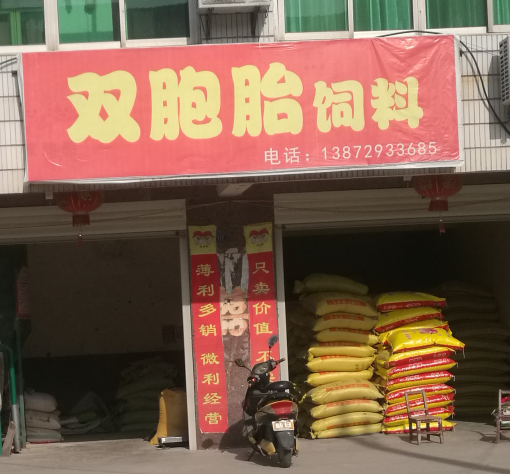 双胞胎饲料
电话：13872933685
薄利多销 微利经营
只卖价值 不